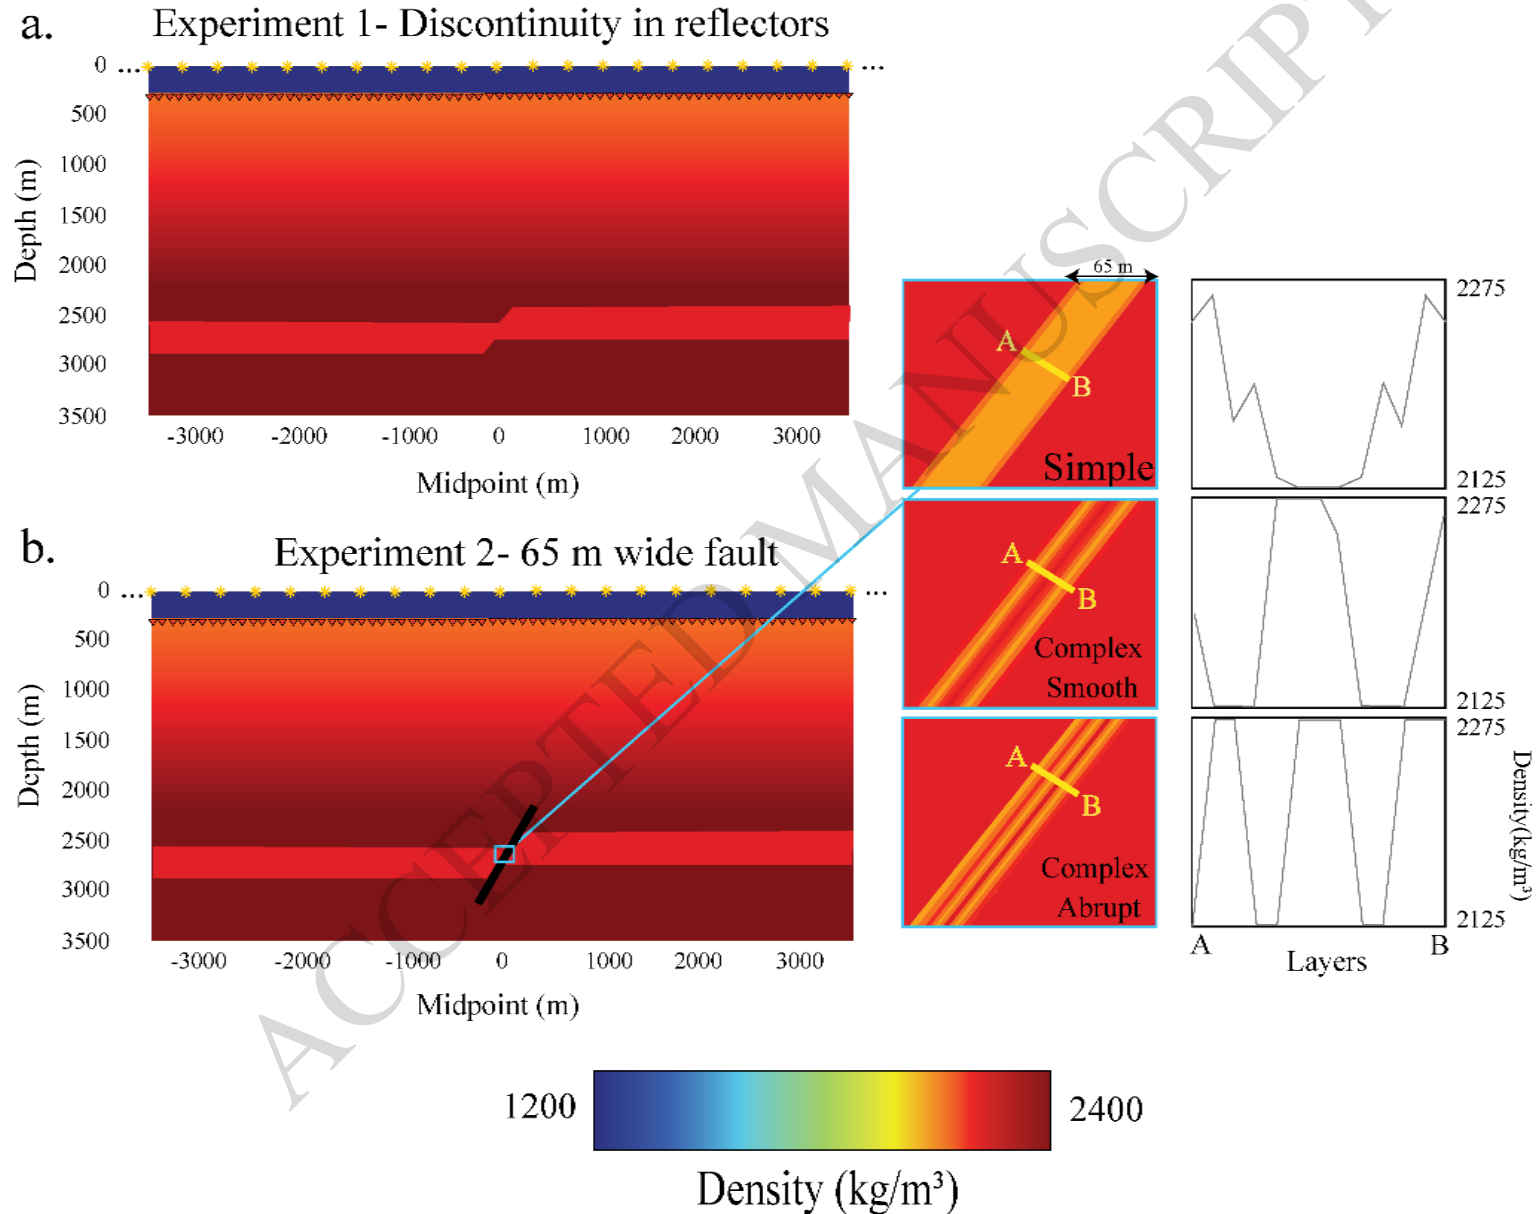 a.
Experiment 1- Discontinuity in reflectors
0
...
...
500
1000
1500
2000
2500
3000
3500
Depth (m)
-3000 -2000 -1000 0 1000 2000 3000
Midpoint (m)
b.
Experiment 2- 65 m wide fault
0
...
...
500
1000
1500
2000
2500
3000
3500
Depth (m)
-3000 -2000 -1000 0 1000 2000 3000
Midpoint (m)
65 m
A
B
Simple
2275
2125
A
B
Complex
Smooth
2275
2125
A
B
Complex
Abrupt
2275
2125
A B
Layers
Density(kg/m³)
1200 2400
Density (kg/m³)
ACCEPTED MANUSCRIPT